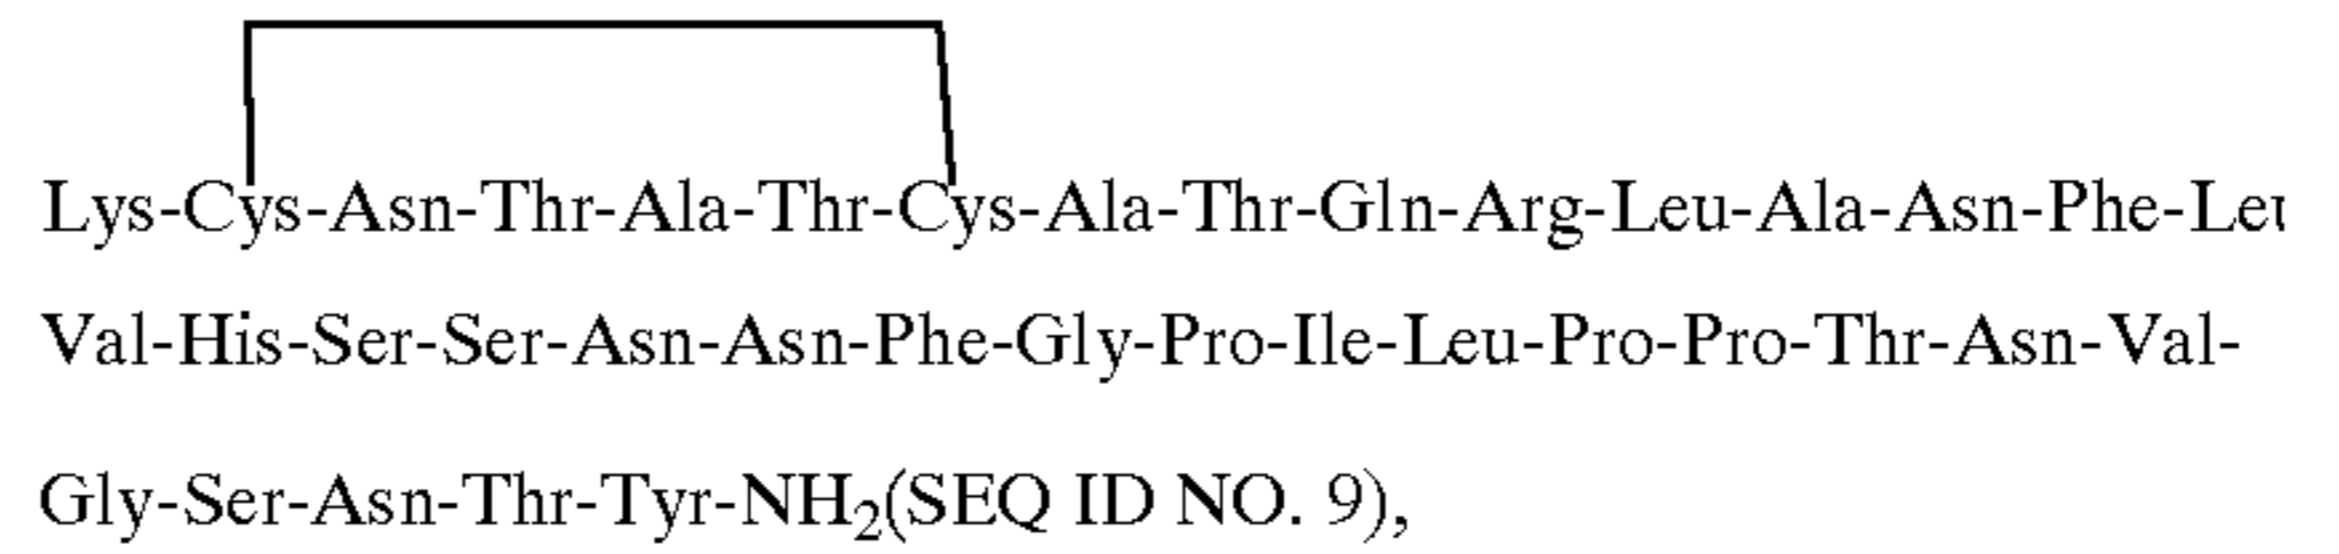 Lys-Cys-Asn-Thr-Ala-Thr-Cys-Ala-Thr-Gln-Arg-Leu-Ala-Asn-Phe-Leu
Val-His-Ser-Ser-Asn-Asn-Phe-Gly-Pro-Ile-Leu-Pro-Pro-Thr-Asn-Val-
Gly-Ser-Asn-Thr-Tyr-NH₂(SEQ ID NO. 9),